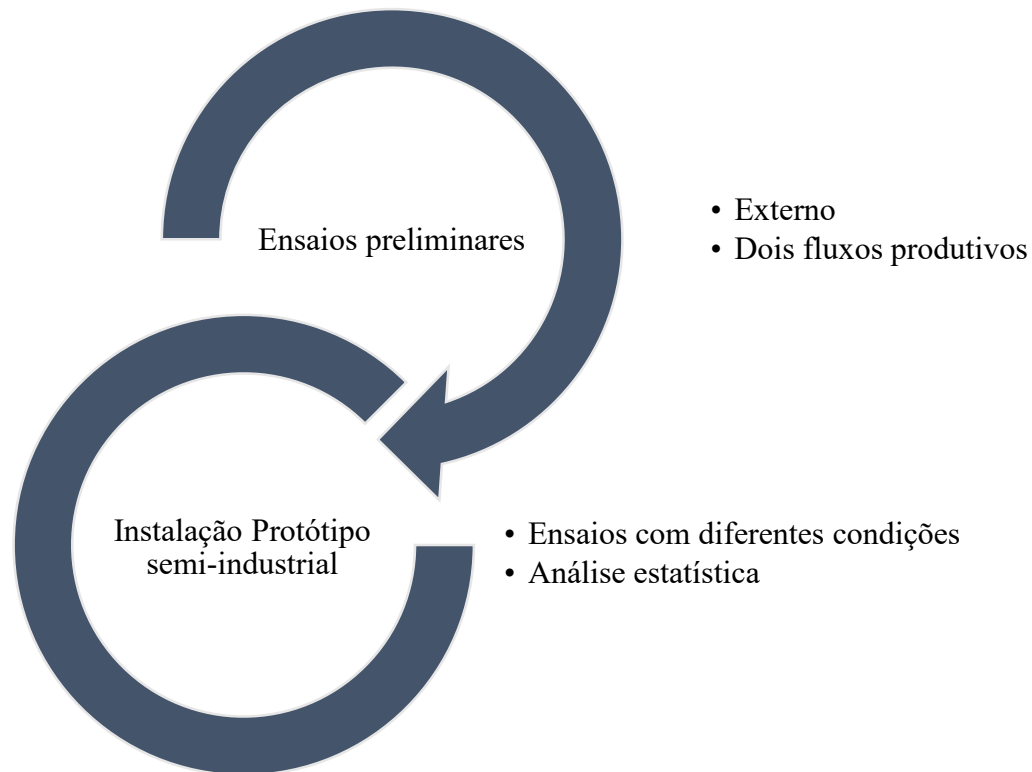 Ensaios preliminares
• Externo
• Dois fluxos produtivos
Instalação Protótipo
semi-industrial
• Ensaios com diferentes condições
• Análise estatística